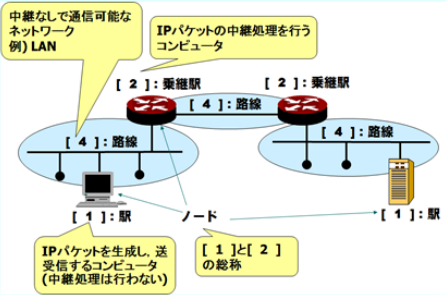 中継なしで通信可能な
ネットワーク
例) LAN
IPパケットの中継処理を行う
コンピュータ
[ 2 ]：乗継駅
[ 2 ]：乗継駅
[ 4 ]：路線
[ 4 ]：路線
[ 4 ]：路線
[ 1 ]：駅
ノード
[ 1 ]：駅
IPパケットを生成し，送
受信するコンピュータ
(中継処理は行わない)
[ 1 ]と[ 2 ]
の総称